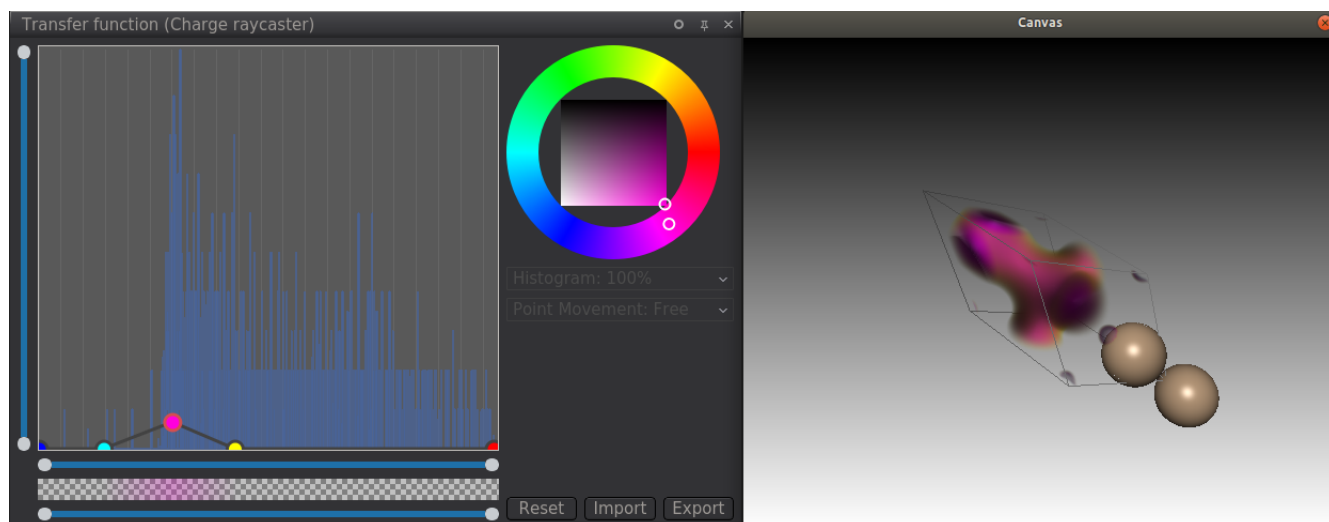 Transfer function (Charge raycaster)
Canvas
Histogram: 100%
Point Movement: Free
Reset
Import
Export